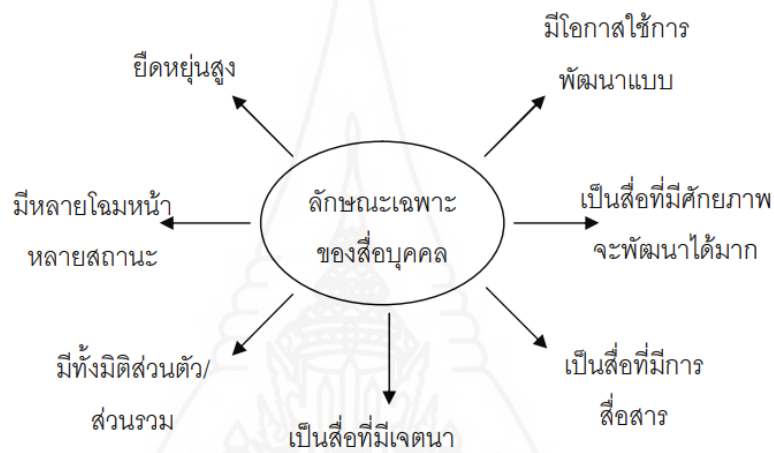 มีโอกาสใช้การ
พัฒนาแบบ
ยืดหยุ่นสูง
มีหลายโฉมหน้า
หลายสถานะ
ลักษณะเฉพาะ
ของสื่อบุคคล
เป็นสื่อที่มีศักยภาพ
จะพัฒนาได้มาก
มีทั้งมิติส่วนตัว/
ส่วนรวม
เป็นสื่อที่มีเจตนา
เป็นสื่อที่มีการ
สื่อสาร